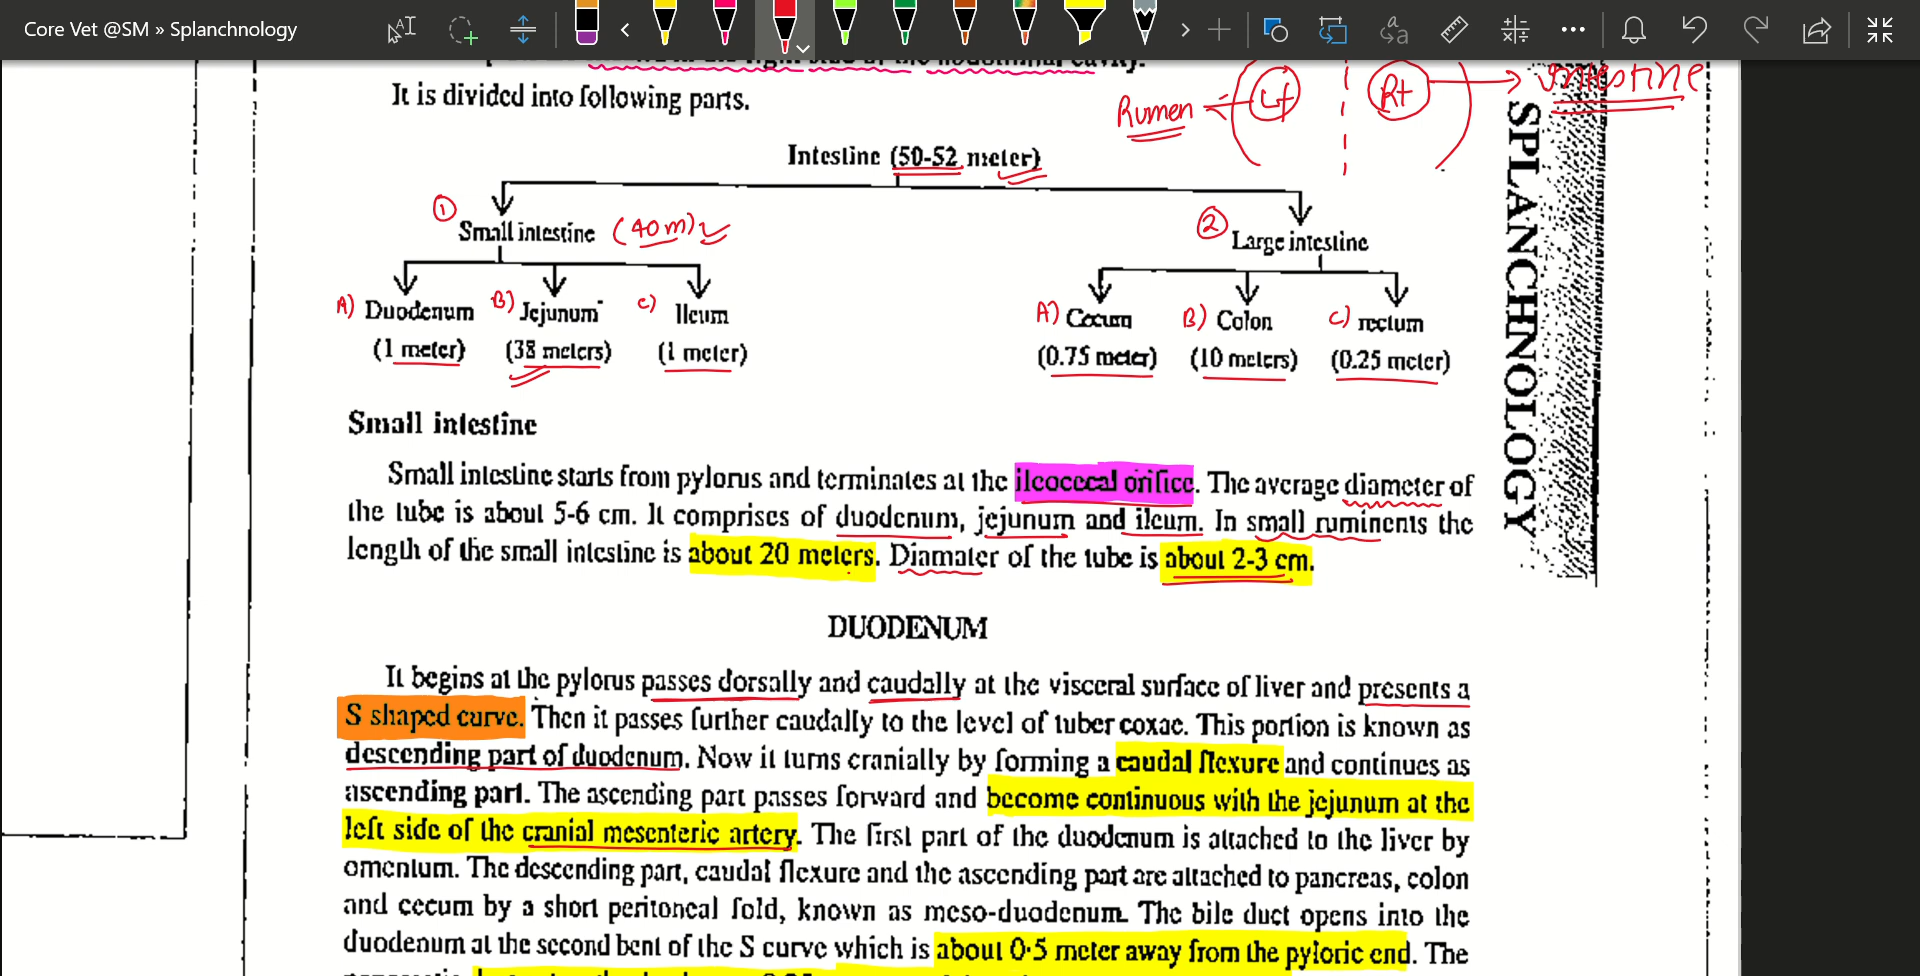 Core Vet @SM » Splanchnology
It is divided into following parts.
Rumen
Lf
Rt
Intestine
Intestine (50-52 meter)
1
Small intestine (40m)
2
Large intestine
A) Duodenum B) Jejunum C) Ileum
(1 meter) (38 meters) (1 meter)
A) Cecum B) Colon C) rectum
(0.75 meter) (10 meters) (0.25 meter)
SPLANCHNOLOGY
Small intestine
Small intestine starts from pylorus and terminates at the ileocecal orifice. The average diameter of
the tube is about 5-6 cm. It comprises of duodenum, jejunum and ileum. In small ruminents the
length of the small intestine is about 20 meters. Diamater of the tube is about 2-3 cm.
DUODENUM
It begins at the pylorus passes dorsally and caudally at the visceral surface of liver and presents a
S shaped curve. Then it passes further caudally to the level of tuber coxae. This portion is known as
descending part of duodenum. Now it turns cranially by forming a caudal flexure and continues as
ascending part. The ascending part passes forward and become continuous with the jejunum at the
left side of the cranial mesenteric artery. The first part of the duodenum is attached to the liver by
omentum. The descending part, caudal flexure and the ascending part are attached to pancreas, colon
and cecum by a short peritoneal fold, known as meso-duodenum. The bile duct opens into the
duodenum at the second bent of the S curve which is about 0·5 meter away from the pyloric end. The